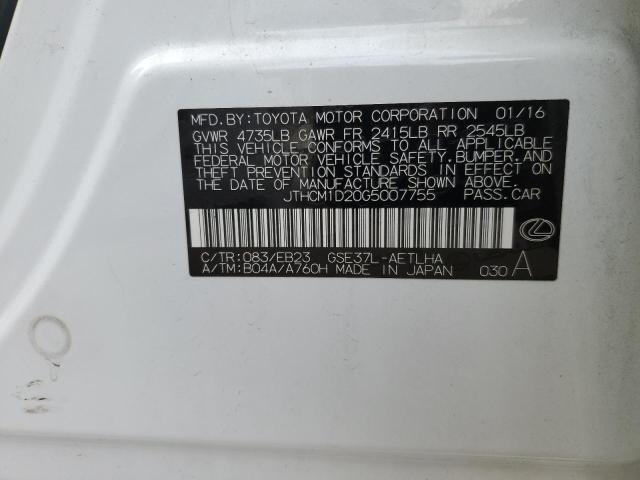 MFD. BY: TOYOTA MOTOR CORPORATION 01/16
GVWR 4735LB GAWR FR 2415LB RR 2545LB
THIS VEHICLE CONFORMS TO ALL APPLICABLE
FEDERAL MOTOR VEHICLE SAFETY, BUMPER, AND
THEFT PREVENTION STANDARDS IN EFFECT ON
THE DATE OF MANUFACTURE SHOWN ABOVE.
JTHCM1D20G5007755 PASS. CAR
C/TR: 083/EB23 GSE37L-AETLHA
A/TM: B04A/A760H MADE IN JAPAN 030 A